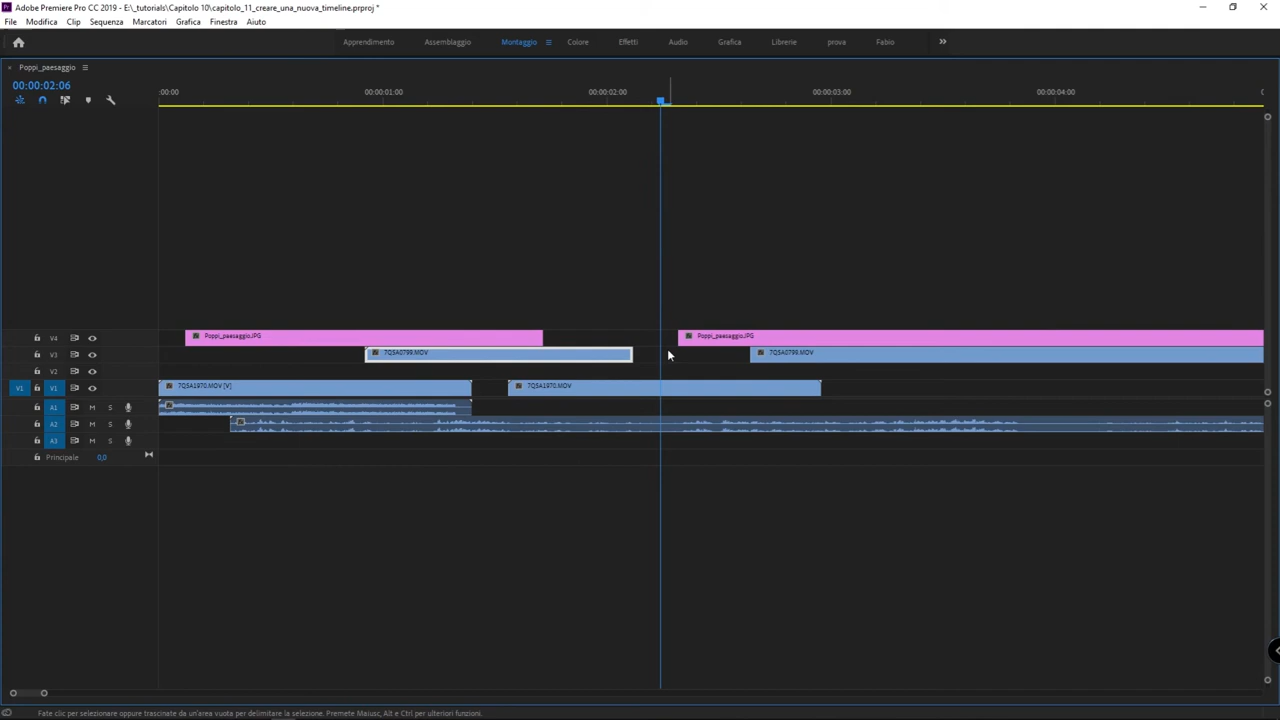 Adobe Premiere Pro CC 2019 - E:\_tutorials\Capitolo 10\capitolo_11_creare_una_nuova_timeline.prproj *
File Modifica Clip Sequenza Marcatori Grafica Finestra Aiuto
Apprendimento Assemblaggio Montaggio Colore Effetti Audio Grafica Librerie prova Fabio
Poppi_paesaggio
00:00:02:06
:00:00 00:00:01:00 00:00:02:00 00:00:03:00 00:00:04:00
V4 Poppi_paesaggio.JPG Poppi_paesaggio.JPG
V3 7QSA0799.MOV 7QSA0799.MOV
V2
V1 V1 7QSA1970.MOV [V] 7QSA1970.MOV
A1 M S
A2 M S
A3 M S
Principale 0,0
Fate clic per selezionare oppure trascinate da un'area vuota per delimitare la selezione. Premete Maiusc, Alt e Ctrl per ulteriori funzioni.